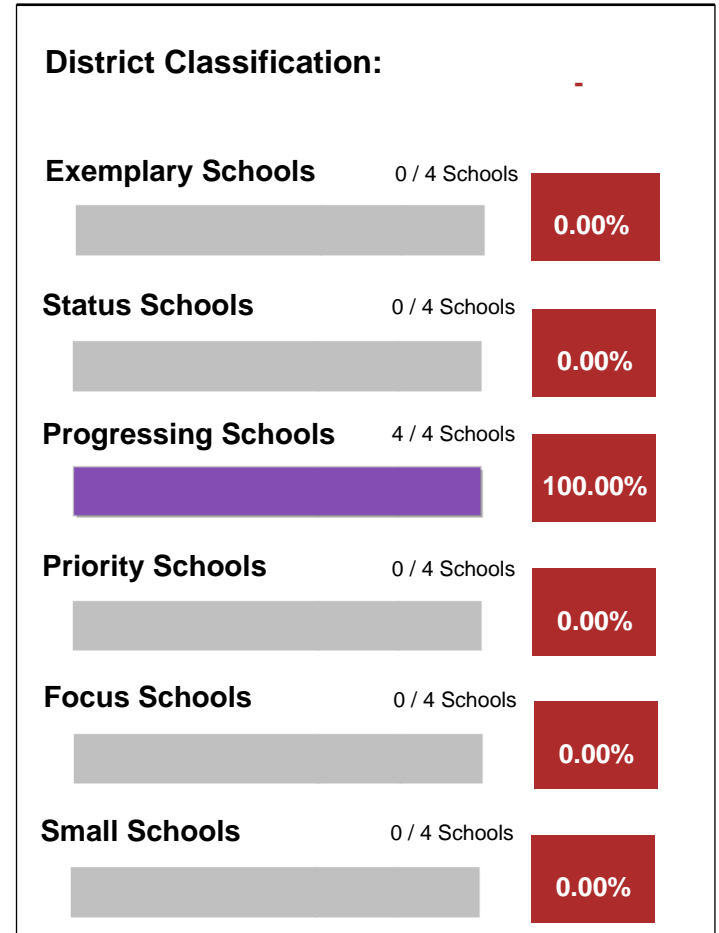 District Classification:
-
Exemplary Schools 0 / 4 Schools
0.00%
Status Schools 0 / 4 Schools
0.00%
Progressing Schools 4 / 4 Schools
100.00%
Priority Schools 0 / 4 Schools
0.00%
Focus Schools 0 / 4 Schools
0.00%
Small Schools 0 / 4 Schools
0.00%